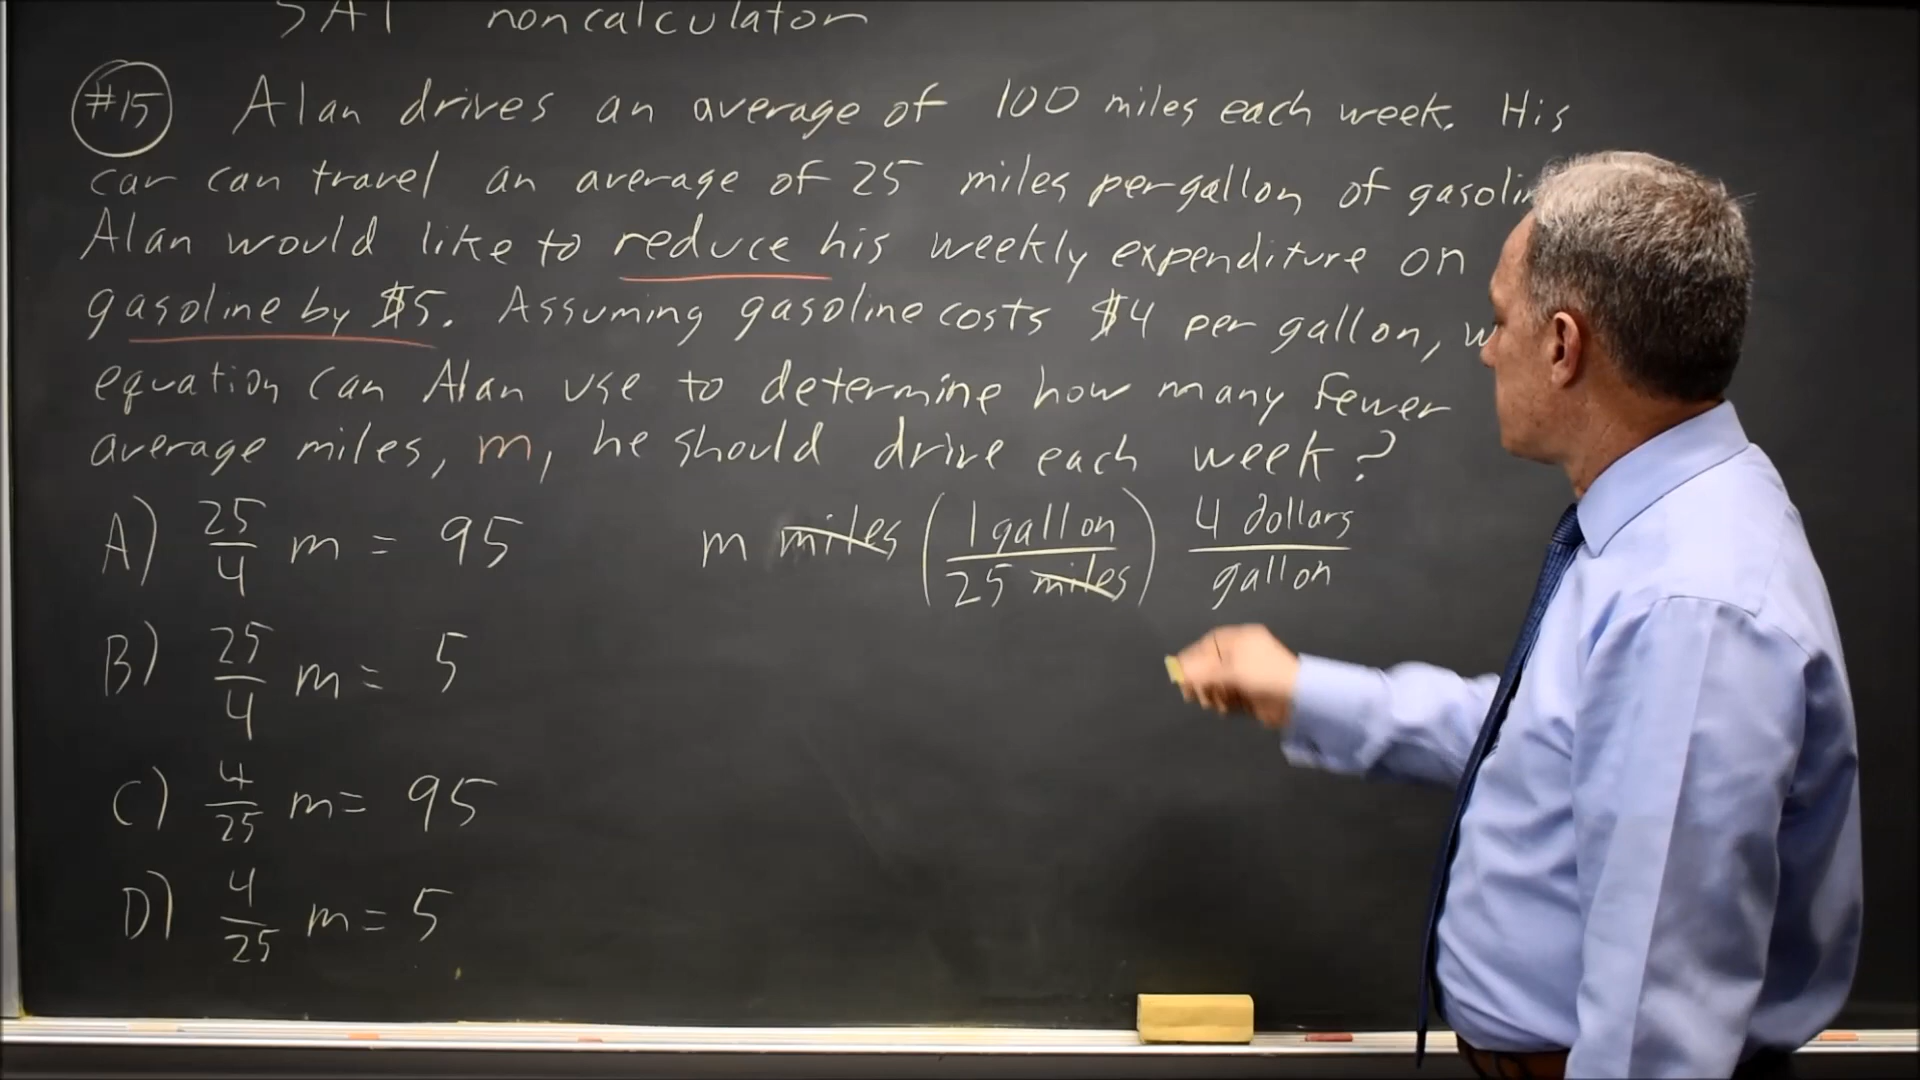 SAT noncalculator
#15 Alan drives an average of 100 miles each week. His
car can travel an average of 25 miles per gallon of
Alan would like to reduce his weekly expenditure on
gasoline by $5. Assuming gasoline costs $4 per gallon,
equation can Alan use to determine how many fewer
average miles, m, he should drive each week?
A) 25/4 m = 95
m miles (1 gallon / 25 miles) 4 dollars / gallon
B) 25/4 m = 5
C) 4/25 m = 95
D) 4/25 m = 5